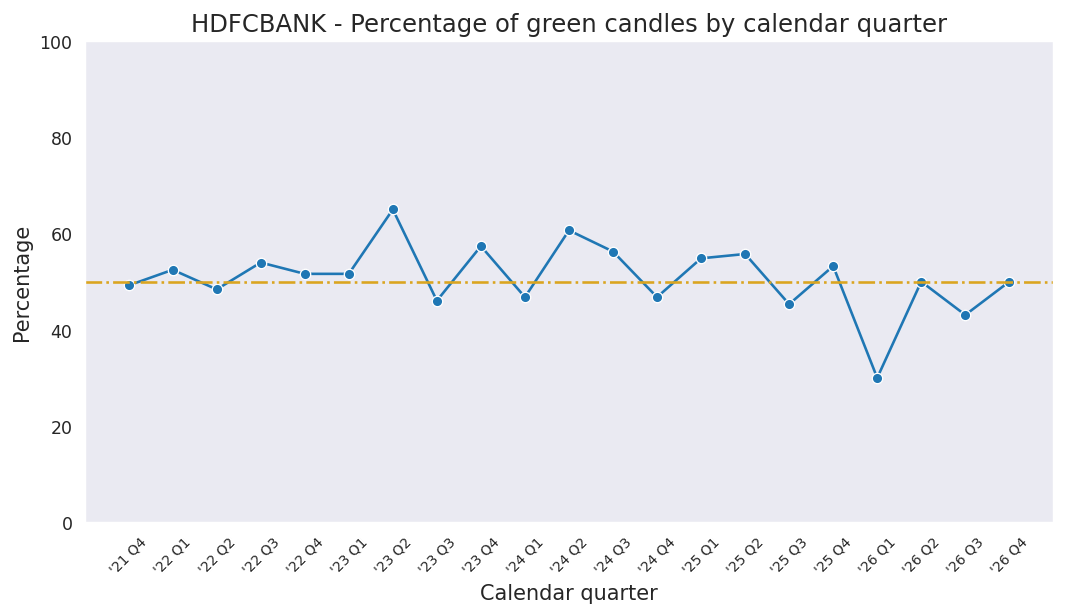 HDFCBANK - Percentage of green candles by calendar quarter
100
80
60
40
20
0
Percentage
'21 Q4
'22 Q1
'22 Q2
'22 Q3
'22 Q4
'23 Q1
'23 Q2
'23 Q3
'23 Q4
'24 Q1
'24 Q2
'24 Q3
'24 Q4
'25 Q1
'25 Q2
'25 Q3
'25 Q4
'26 Q1
'26 Q2
'26 Q3
'26 Q4
Calendar quarter